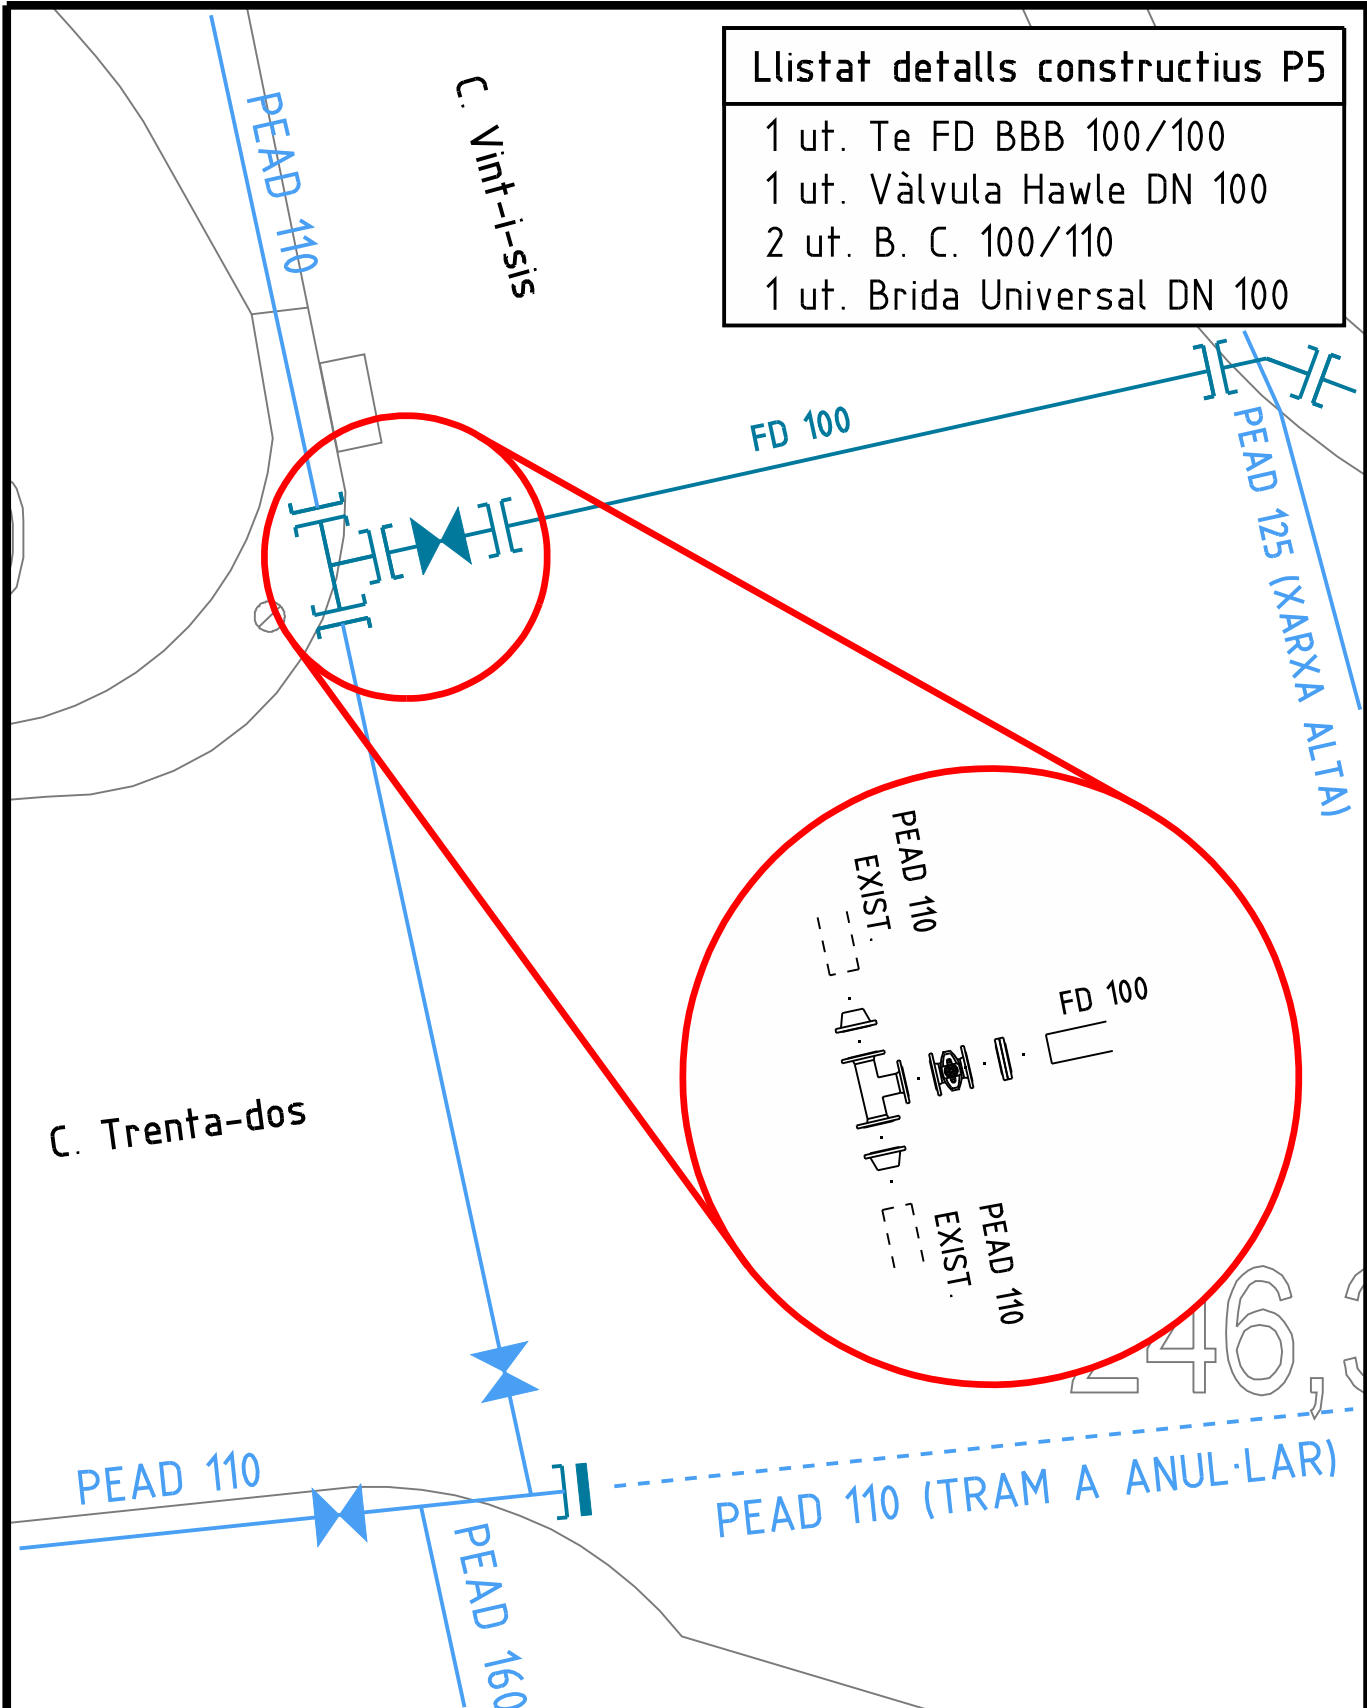 Llistat detalls constructius P5
1 ut. Te FD BBB 100/100
1 ut. Vàlvula Hawle DN 100
2 ut. B. C. 100/110
1 ut. Brida Universal DN 100
PEAD 110
C. Vint-i-sis
FD 100
PEAD 125 (XARXA ALTA)
PEAD 110
EXIST.
FD 100
C. Trenta-dos
PEAD 110
EXIST.
246,3
PEAD 110
PEAD 110 (TRAM A ANUL·LAR)
PEAD 160